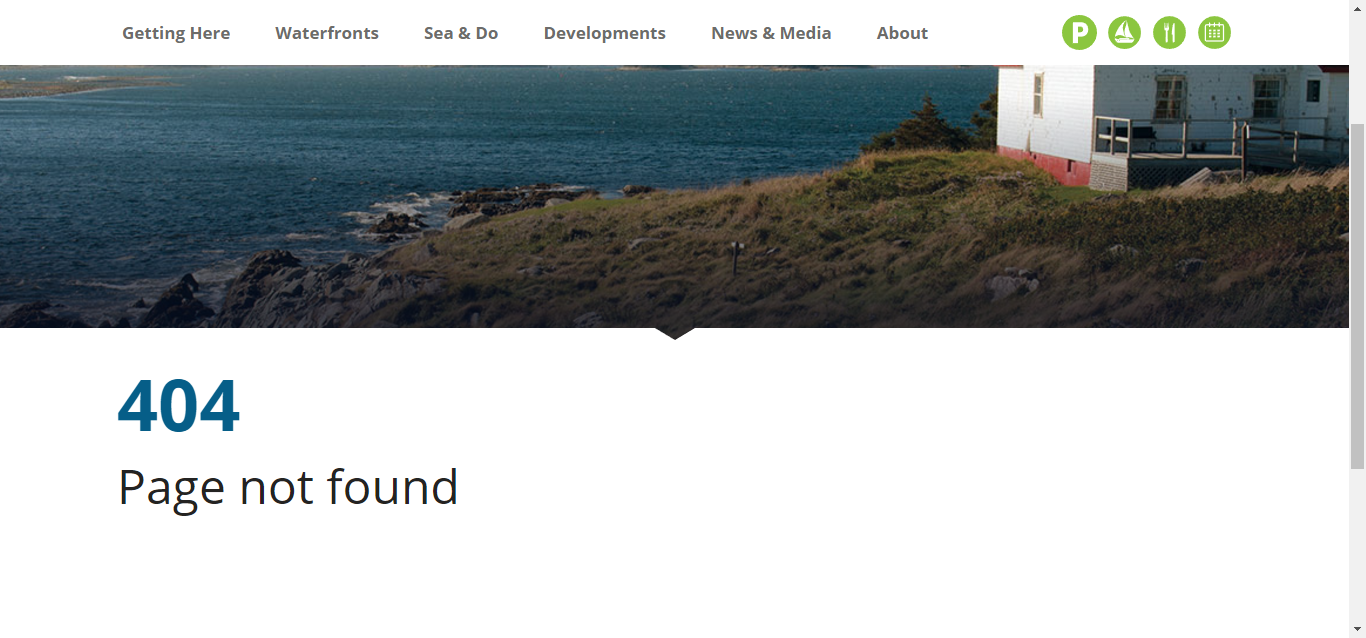 Getting Here Waterfronts Sea & Do Developments News & Media About P
404
Page not found